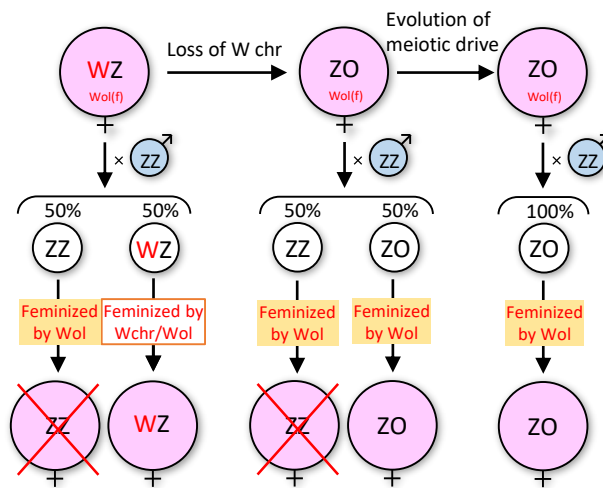 Loss of W chr
Evolution of
meiotic drive
WZ
Wol(f)
ZO
Wol(f)
ZO
Wol(f)
× ZZ
× ZZ
× ZZ
50% 50%
50% 50%
100%
ZZ WZ
ZZ ZO
ZO
Feminized
by Wol
Feminized by
Wchr/Wol
Feminized
by Wol
Feminized
by Wol
Feminized
by Wol
ZZ
WZ
ZZ
ZO
ZO